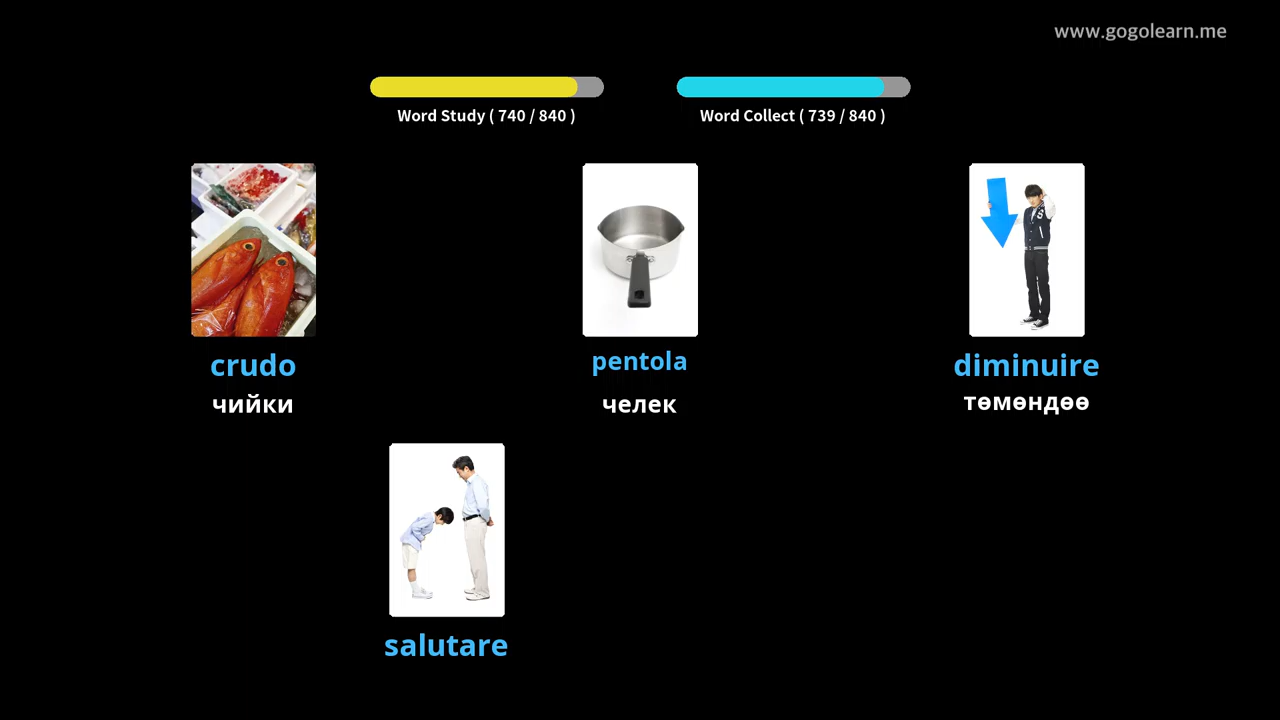 www.gogolearn.me
Word Study ( 740 / 840 )
Word Collect ( 739 / 840 )
crudo
чийки
pentola
челек
diminuire
төмөндөө
salutare